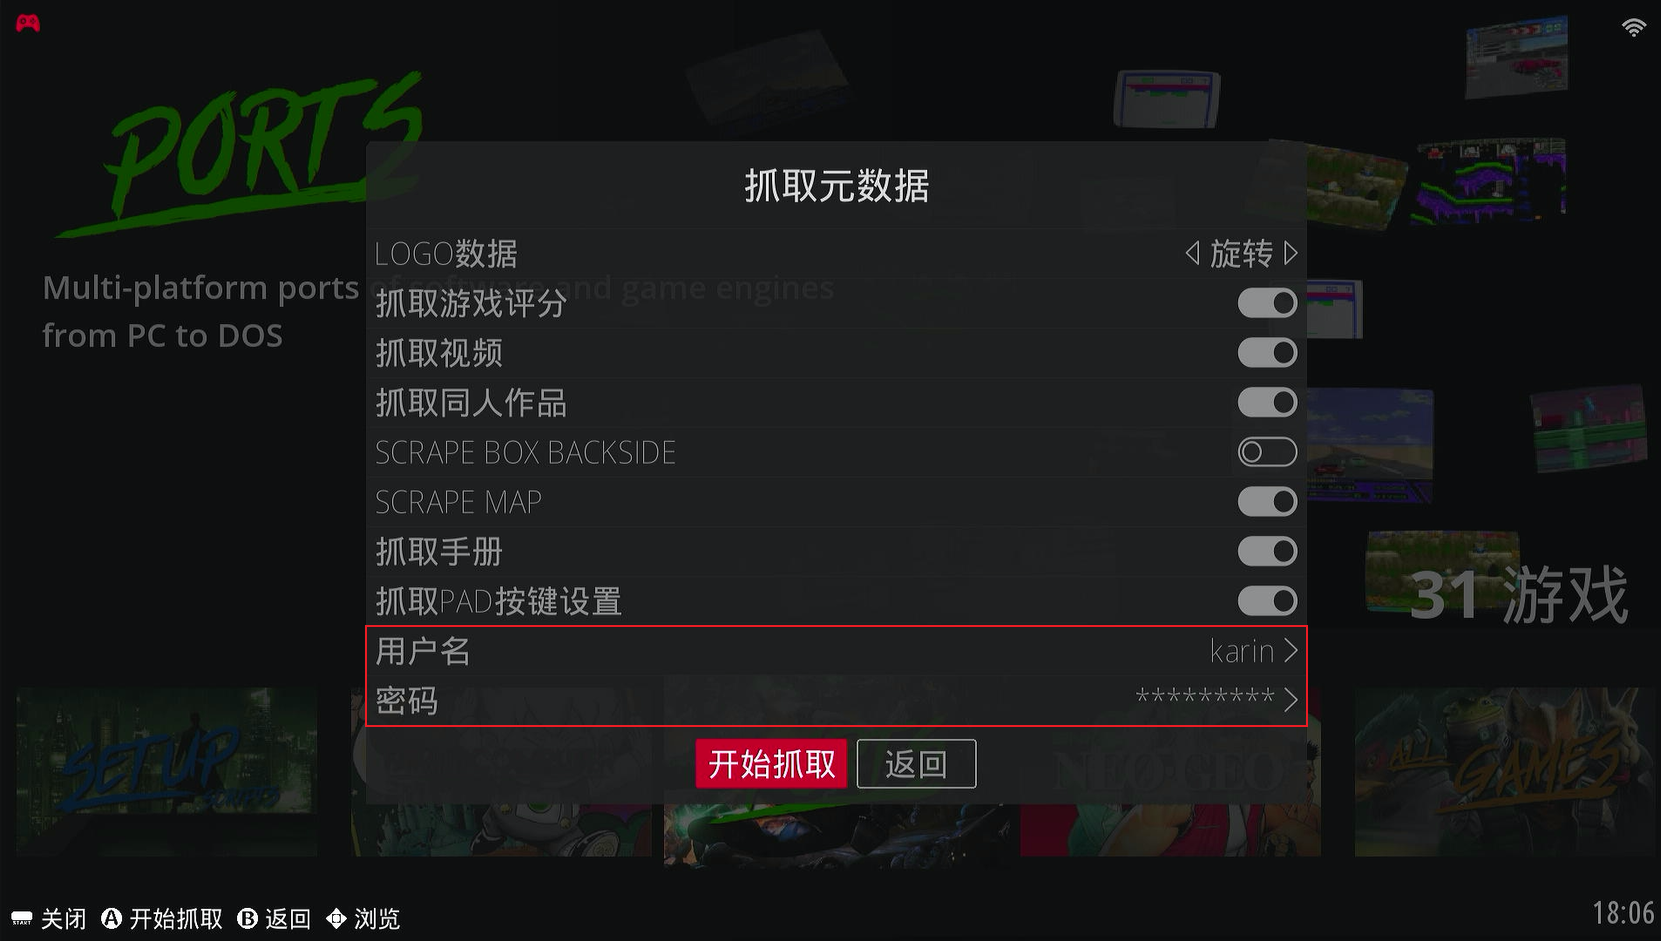 PORTS
Multi-platform ports of software and game engines
from PC to DOS
抓取元数据
LOGO数据
旋转
抓取游戏评分
抓取视频
抓取同人作品
SCRAPE BOX BACKSIDE
SCRAPE MAP
抓取手册
抓取PAD按键设置
用户名
karin
密码
*********
开始抓取
返回
31 游戏
SETUP
NEO GEO
ALL GAMES
START 关闭 A 开始抓取 B 返回 浏览
18:06